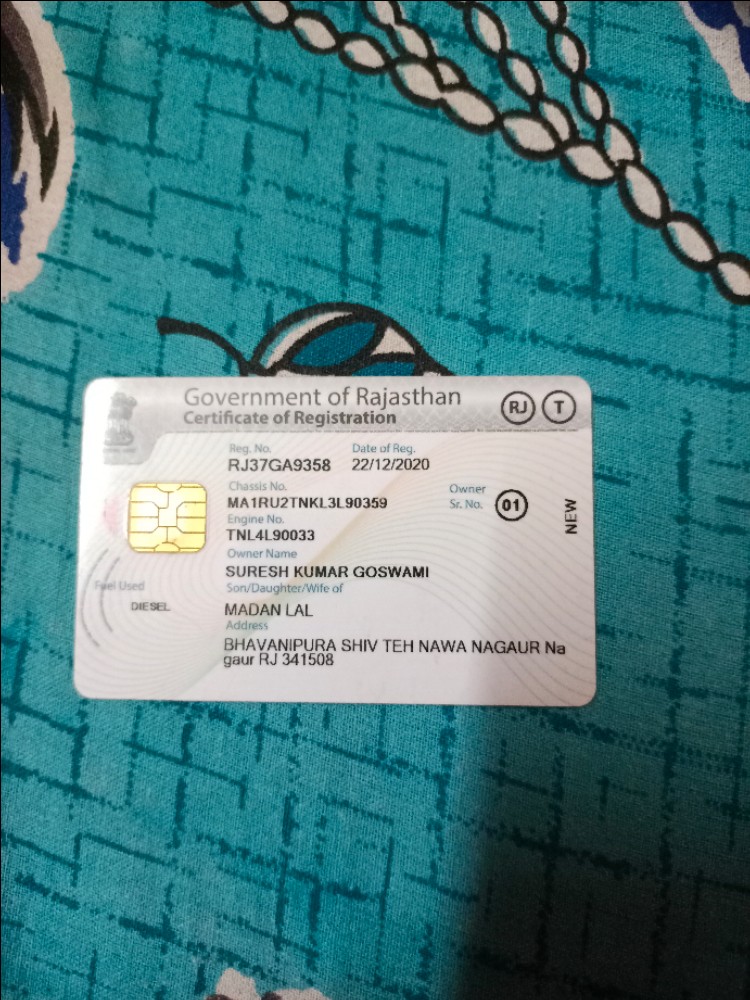 Government of Rajasthan
Certificate of Registration
RJ T
Reg. No. Date of Reg.
RJ37GA9358 22/12/2020
Chassis No.
MA1RU2TNKL3L90359
Owner
Sr. No. 01
NEW
Engine No.
TNL4L90033
Owner Name
SURESH KUMAR GOSWAMI
Fuel Used
DIESEL
Son/Daughter/Wife of
MADAN LAL
Address
BHAVANIPURA SHIV TEH NAWA NAGAUR Na
gaur RJ 341508